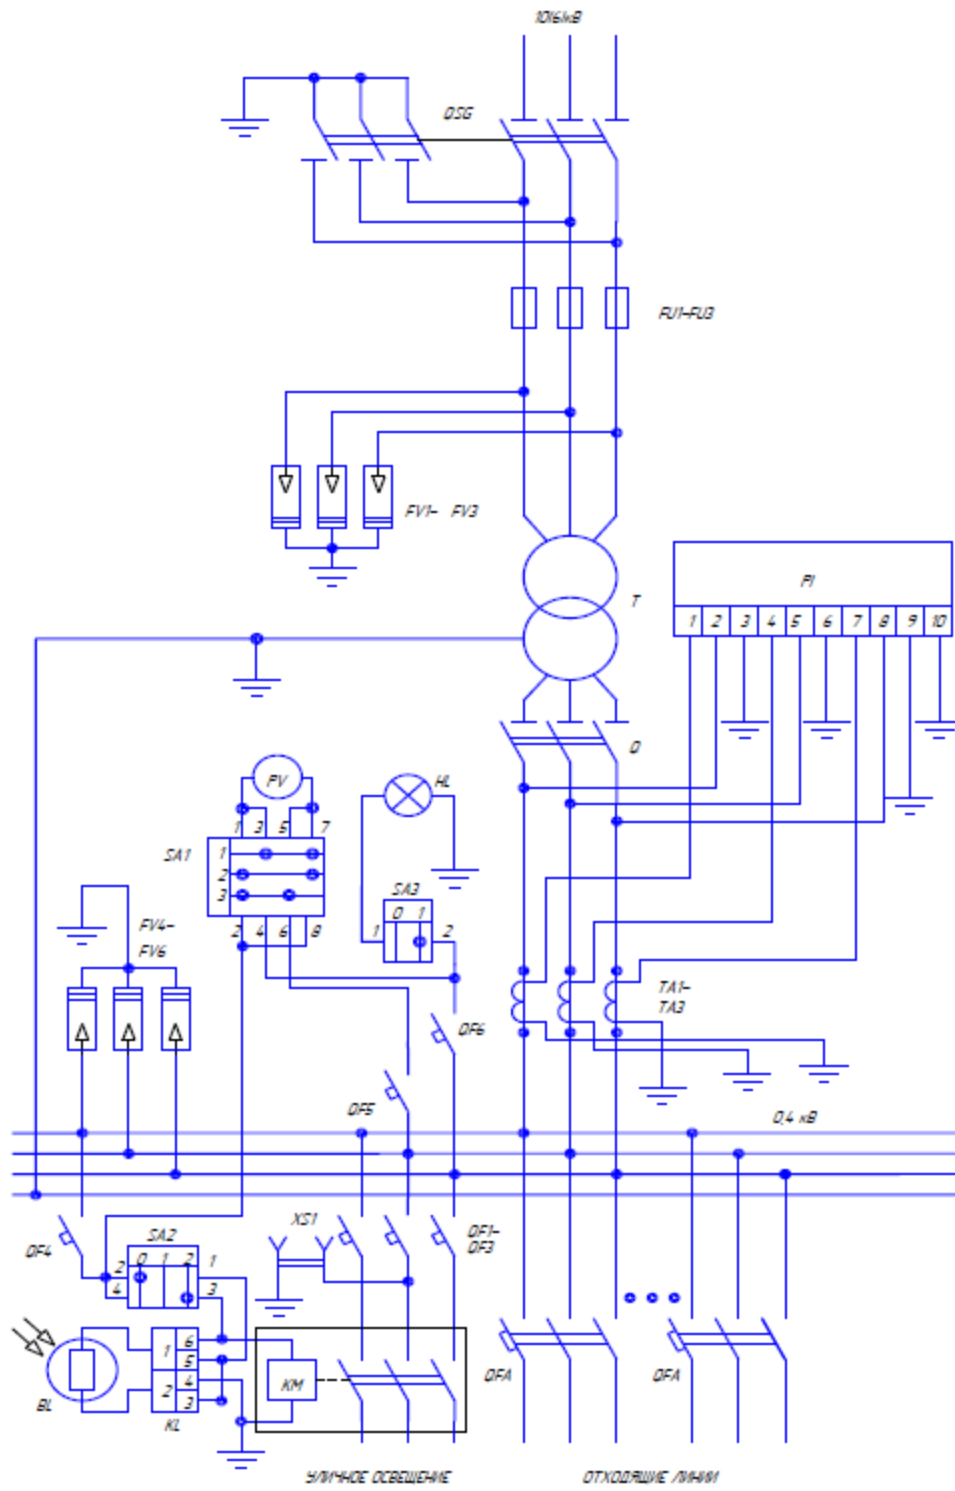 10(6)кВ
QSG
FU1-FU3
FV1- FV3
T
PI
1 2 3 4 5 6 7 8 9 10
Q
PV
HL
1 3 5 7
SA1
1
2
3
SA3
0 1
1 2
2 4 6 8
FV4-
FV6
TA1-
TA3
QF6
QF5
0,4 кВ
XS1
QF1-
QF3
QF4
SA2
0 1 2
2 1
4 3
BL
1 6
5
2 4
3
KL
KM
QFA
QFA
УЛИЧНОЕ ОСВЕЩЕНИЕ
ОТХОДЯЩИЕ ЛИНИИ